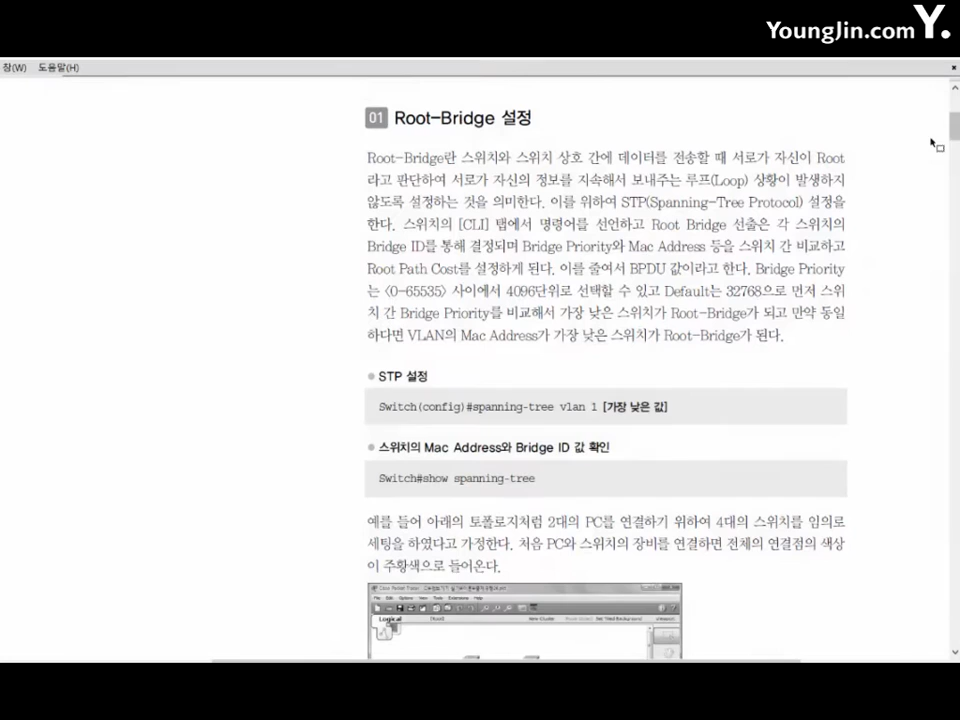 YoungJin.com Y.
창(W) 도움말(H)
01 Root-Bridge 설정
Root-Bridge란 스위치와 스위치 상호 간에 데이터를 전송할 때 서로가 자신이 Root
라고 판단하여 서로가 자신의 정보를 지속해서 보내주는 루프(Loop) 상황이 발생하지
않도록 설정하는 것을 의미한다. 이를 위하여 STP(Spanning-Tree Protocol) 설정을
한다. 스위치의 [CLI] 탭에서 명령어를 선언하고 Root Bridge 선출은 각 스위치의
Bridge ID를 통해 결정되며 Bridge Priority와 Mac Address 등을 스위치 간 비교하고
Root Path Cost를 설정하게 된다. 이를 줄여서 BPDU 값이라고 한다. Bridge Priority
는 <0-65535> 사이에서 4096단위로 선택할 수 있고 Default는 32768으로 먼저 스위
치 간 Bridge Priority를 비교해서 가장 낮은 스위치가 Root-Bridge가 되고 만약 동일
하다면 VLAN의 Mac Address가 가장 낮은 스위치가 Root-Bridge가 된다.
STP 설정
Switch(config)#spanning-tree vlan 1 [가장 낮은 값]
스위치의 Mac Address와 Bridge ID 값 확인
Switch#show spanning-tree
예를 들어 아래의 토폴로지처럼 2대의 PC를 연결하기 위하여 4대의 스위치를 임의로
세팅을 하였다고 가정한다. 처음 PC와 스위치의 장비를 연결하면 전체의 연결점의 색상
이 주황색으로 들어온다.
File Edit Options View Tools Extensions Help
Logical